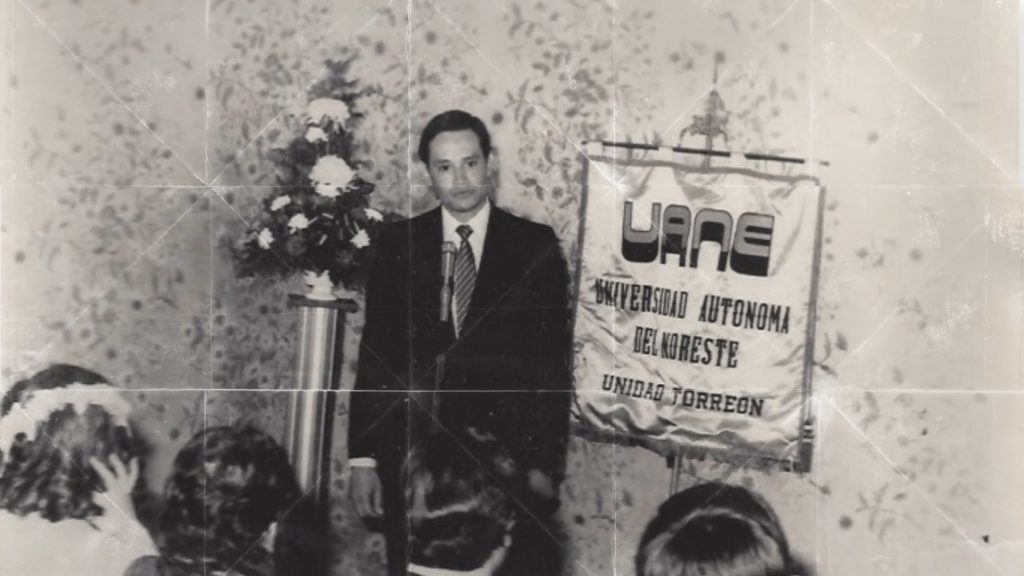 UANE
UNIVERSIDAD AUTONOMA
DEL NORESTE
UNIDAD TORREON